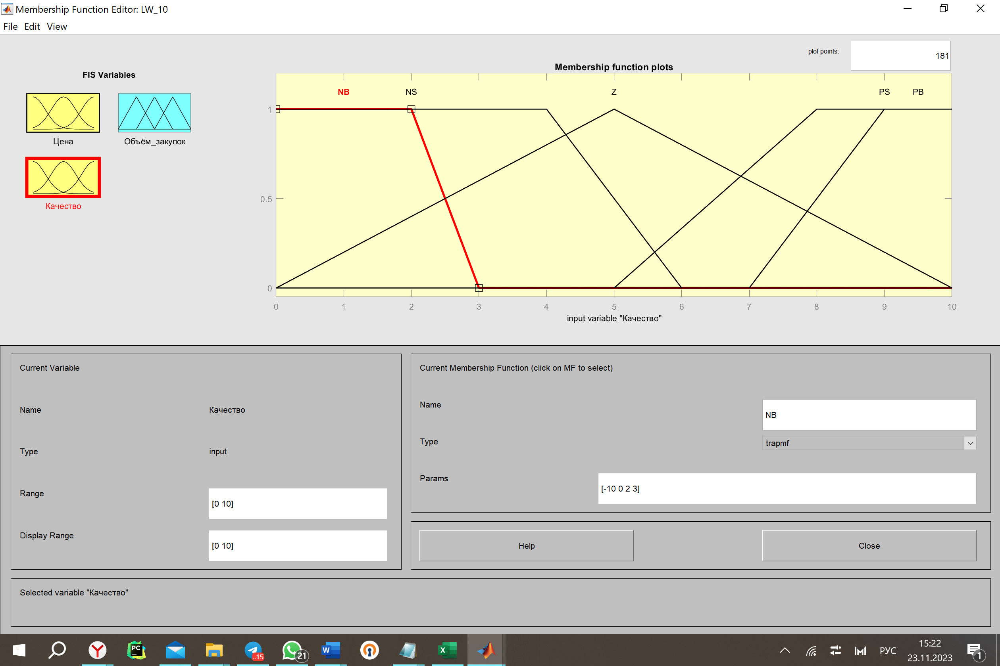 Membership Function Editor: LW_10
File Edit View
plot points:
181
FIS Variables
Цена
Объём_закупок
Качество
Membership function plots
NB NS Z PS PB
1
0.5
0
0 1 2 3 4 5 6 7 8 9 10
input variable "Качество"
Current Variable
Name Качество
Type input
Range [0 10]
Display Range [0 10]
Current Membership Function (click on MF to select)
Name NB
Type trapmf
Params [-10 0 2 3]
Help Close
Selected variable "Качество"
PC
..15
21
W
X
РУС
15:22
23.11.2023
1